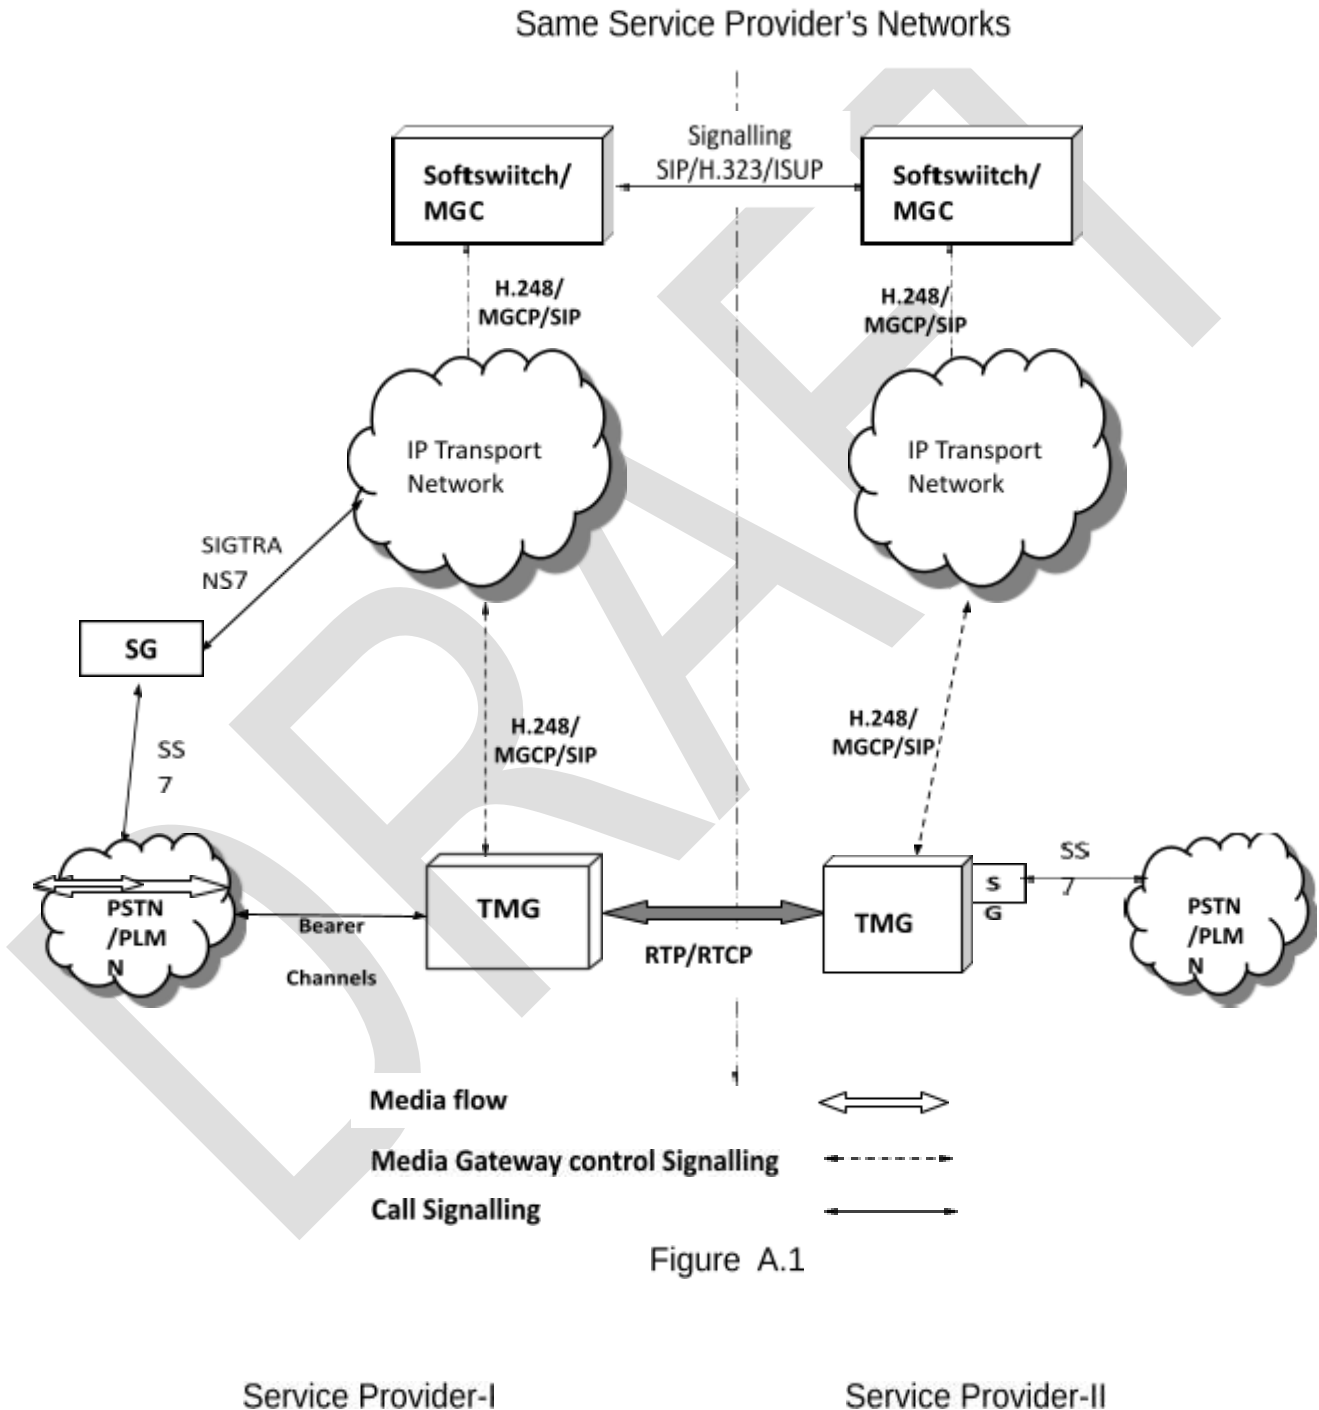 Same Service Provider's Networks
Signalling
SIP/H.323/ISUP
Softswiitch/
MGC
Softswiitch/
MGC
H.248/
MGCP/SIP
H.248/
MGCP/SIP
IP Transport
Network
IP Transport
Network
SIGTRA
NS7
SG
SS
7
H.248/
MGCP/SIP
H.248/
MGCP/SIP
PSTN
/PLM
N
Bearer
Channels
TMG
RTP/RTCP
TMG
S
G
SS
7
PSTN
/PLM
N
DRAFT
Media flow
Media Gateway control Signalling
Call Signalling
Figure A.1
Service Provider-I
Service Provider-II